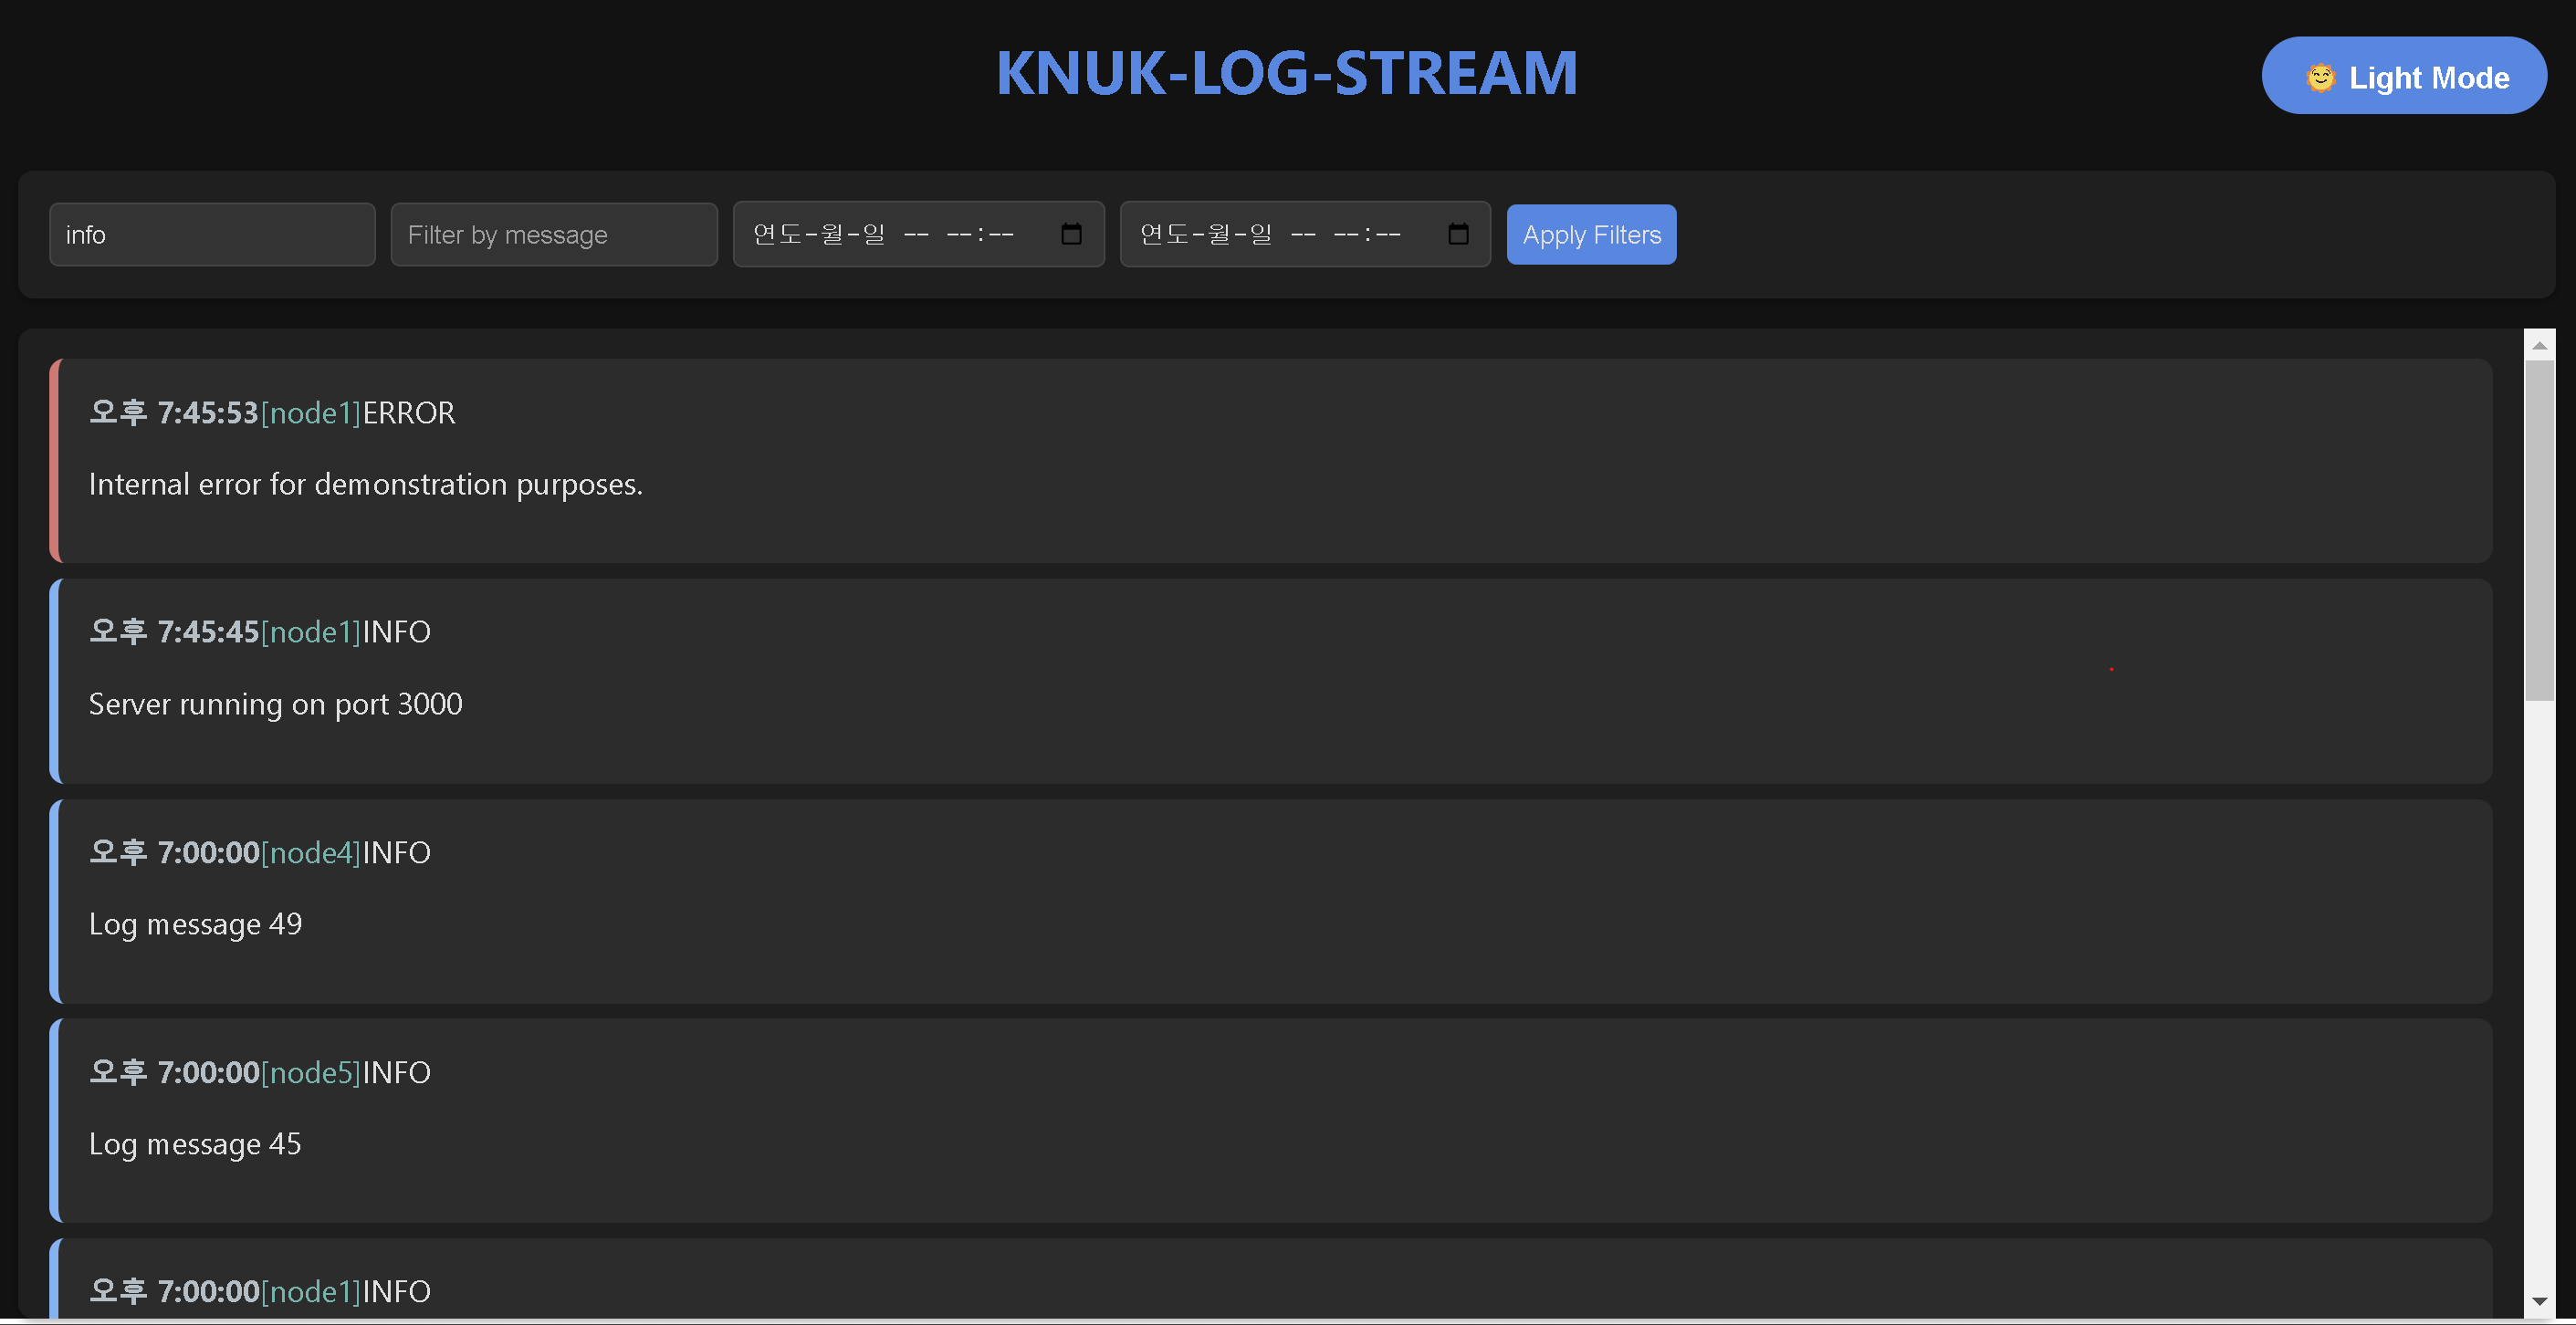 KNUK-LOG-STREAM
🌞 Light Mode
info
Filter by message
연도-월-일 -- --:--
연도-월-일 -- --:--
Apply Filters
오후 7:45:53[node1]ERROR
Internal error for demonstration purposes.
오후 7:45:45[node1]INFO
Server running on port 3000
오후 7:00:00[node4]INFO
Log message 49
오후 7:00:00[node5]INFO
Log message 45
오후 7:00:00[node1]INFO